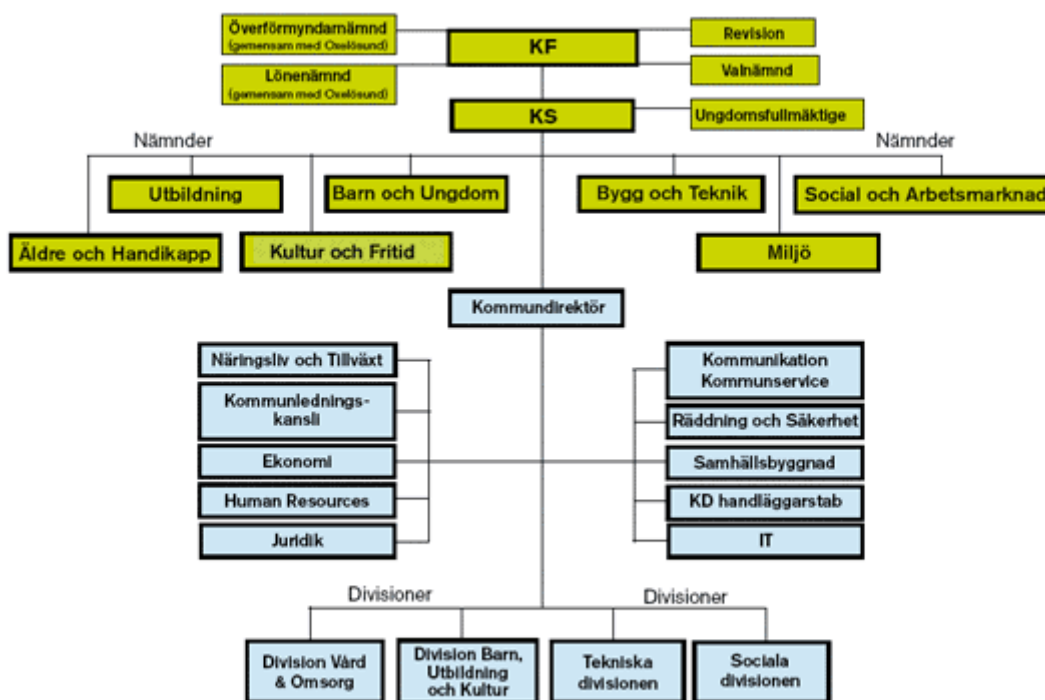 Överförmyndarnämnd
(gemensam med Oxelösund)
KF
Revision
Lönenämnd
(gemensam med Oxelösund)
Valnämnd
KS
Ungdomsfullmäktige
Nämnder
Nämnder
Utbildning
Barn och Ungdom
Bygg och Teknik
Social och Arbetsmarknad
Äldre och Handikapp
Kultur och Fritid
Miljö
Kommundirektör
Näringsliv och Tillväxt
Kommunlednings-
kansli
Ekonomi
Human Resources
Juridik
Kommunikation
Kommunservice
Räddning och Säkerhet
Samhällsbyggnad
KD handläggarstab
IT
Divisioner
Divisioner
Division Vård
& Omsorg
Division Barn,
Utbildning
och Kultur
Tekniska
divisionen
Sociala
divisionen